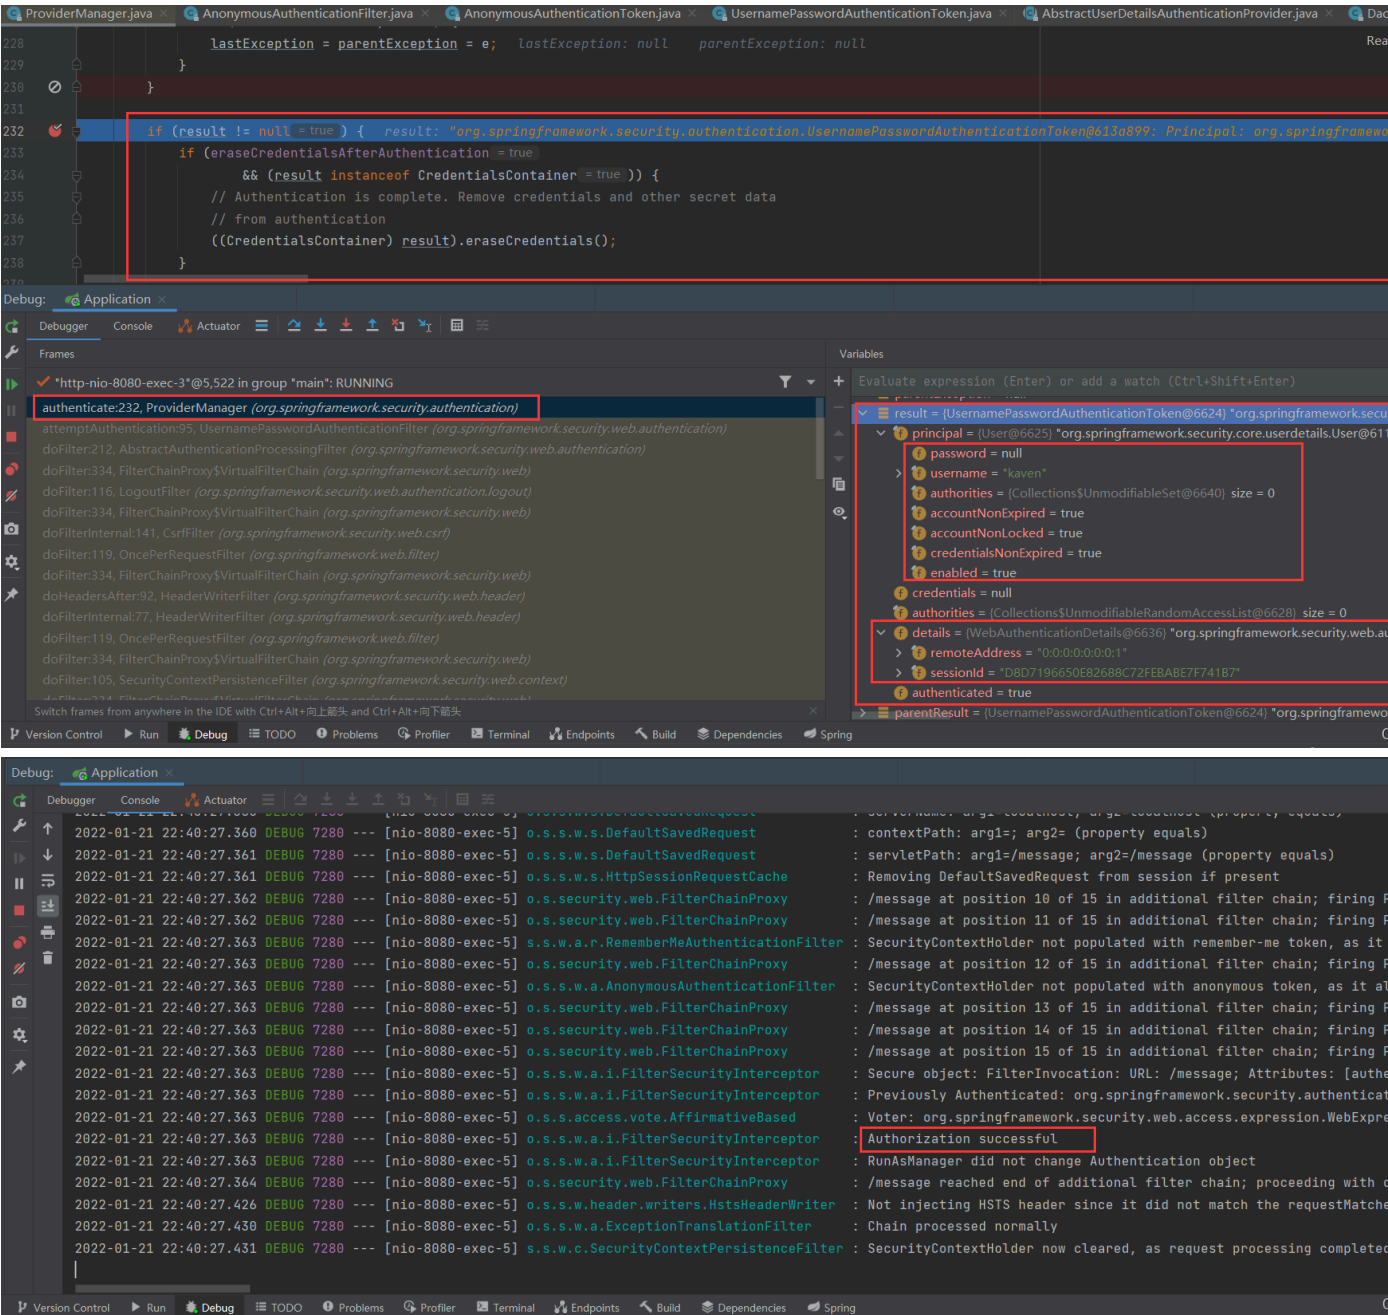 ProviderManager.java × AnonymousAuthenticationFilter.java × AnonymousAuthenticationToken.java × UsernamePasswordAuthenticationToken.java × AbstractUserDetailsAuthenticationProvider.java × Dao
228 lastException = parentException = e; lastException: null parentException: null Rea
229 }
230 }
231
232 if (result != null = true ) { result: "org.springframework.security.authentication.UsernamePasswordAuthenticationToken@613a899: Principal: org.springframewo
233 if (eraseCredentialsAfterAuthentication = true
234 && (result instanceof CredentialsContainer = true )) {
235 // Authentication is complete. Remove credentials and other secret data
236 // from authentication
237 ((CredentialsContainer) result).eraseCredentials();
238 }
Debug: Application ×
Debugger Console Actuator
Frames Variables
"http-nio-8080-exec-3"@5,522 in group "main": RUNNING
Evaluate expression (Enter) or add a watch (Ctrl+Shift+Enter)
authenticate:232, ProviderManager (org.springframework.security.authentication)
attemptAuthentication:95, UsernamePasswordAuthenticationFilter (org.springframework.security.web.authentication)
doFilter:212, AbstractAuthenticationProcessingFilter (org.springframework.security.web.authentication)
doFilter:334, FilterChainProxy$VirtualFilterChain (org.springframework.security.web)
doFilter:116, LogoutFilter (org.springframework.security.web.authentication.logout)
doFilter:334, FilterChainProxy$VirtualFilterChain (org.springframework.security.web)
doFilterInternal:141, CsrfFilter (org.springframework.security.web.csrf)
doFilter:119, OncePerRequestFilter (org.springframework.web.filter)
doFilter:334, FilterChainProxy$VirtualFilterChain (org.springframework.security.web)
doHeadersAfter:92, HeaderWriterFilter (org.springframework.security.web.header)
doFilterInternal:77, HeaderWriterFilter (org.springframework.security.web.header)
doFilter:119, OncePerRequestFilter (org.springframework.web.filter)
doFilter:334, FilterChainProxy$VirtualFilterChain (org.springframework.security.web)
doFilter:105, SecurityContextPersistenceFilter (org.springframework.security.web.context)
doFilter:334, FilterChainProxy$VirtualFilterChain (org.springframework.security.web)
Switch frames from anywhere in the IDE with Ctrl+Alt+向上箭头 and Ctrl+Alt+向下箭头 ×
parentException = null
result = {UsernamePasswordAuthenticationToken@6624} "org.springframework.secu
principal = {User@6625} "org.springframework.security.core.userdetails.User@611
password = null
username = "kaven"
authorities = {Collections$UnmodifiableSet@6640} size = 0
accountNonExpired = true
accountNonLocked = true
credentialsNonExpired = true
enabled = true
credentials = null
authorities = {Collections$UnmodifiableRandomAccessList@6628} size = 0
details = {WebAuthenticationDetails@6636} "org.springframework.security.web.au
remoteAddress = "0:0:0:0:0:0:0:1"
sessionId = "D8D7196650E82688C72FEBABE7F741B7"
authenticated = true
parentResult = {UsernamePasswordAuthenticationToken@6624} "org.springframewo
Version Control Run Debug TODO Problems Profiler Terminal Endpoints Build Dependencies Spring
Debug: Application ×
Debugger Console Actuator
2022-01-21 22:40:27.360 DEBUG 7280 --- [nio-8080-exec-5] o.s.s.w.s.DefaultSavedRequest : contextPath: arg1=; arg2= (property equals)
2022-01-21 22:40:27.361 DEBUG 7280 --- [nio-8080-exec-5] o.s.s.w.s.DefaultSavedRequest : servletPath: arg1=/message; arg2=/message (property equals)
2022-01-21 22:40:27.361 DEBUG 7280 --- [nio-8080-exec-5] o.s.s.w.s.HttpSessionRequestCache : Removing DefaultSavedRequest from session if present
2022-01-21 22:40:27.362 DEBUG 7280 --- [nio-8080-exec-5] o.s.security.web.FilterChainProxy : /message at position 10 of 15 in additional filter chain; firing F
2022-01-21 22:40:27.362 DEBUG 7280 --- [nio-8080-exec-5] o.s.security.web.FilterChainProxy : /message at position 11 of 15 in additional filter chain; firing F
2022-01-21 22:40:27.363 DEBUG 7280 --- [nio-8080-exec-5] s.s.w.a.r.RememberMeAuthenticationFilter : SecurityContextHolder not populated with remember-me token, as it
2022-01-21 22:40:27.363 DEBUG 7280 --- [nio-8080-exec-5] o.s.security.web.FilterChainProxy : /message at position 12 of 15 in additional filter chain; firing F
2022-01-21 22:40:27.363 DEBUG 7280 --- [nio-8080-exec-5] o.s.s.w.a.AnonymousAuthenticationFilter : SecurityContextHolder not populated with anonymous token, as it al
2022-01-21 22:40:27.363 DEBUG 7280 --- [nio-8080-exec-5] o.s.security.web.FilterChainProxy : /message at position 13 of 15 in additional filter chain; firing F
2022-01-21 22:40:27.363 DEBUG 7280 --- [nio-8080-exec-5] o.s.security.web.FilterChainProxy : /message at position 14 of 15 in additional filter chain; firing F
2022-01-21 22:40:27.363 DEBUG 7280 --- [nio-8080-exec-5] o.s.security.web.FilterChainProxy : /message at position 15 of 15 in additional filter chain; firing F
2022-01-21 22:40:27.363 DEBUG 7280 --- [nio-8080-exec-5] o.s.s.w.a.i.FilterSecurityInterceptor : Secure object: FilterInvocation: URL: /message; Attributes: [authe
2022-01-21 22:40:27.363 DEBUG 7280 --- [nio-8080-exec-5] o.s.s.w.a.i.FilterSecurityInterceptor : Previously Authenticated: org.springframework.security.authenticat
2022-01-21 22:40:27.363 DEBUG 7280 --- [nio-8080-exec-5] o.s.s.access.vote.AffirmativeBased : Voter: org.springframework.security.web.access.expression.WebExpre
2022-01-21 22:40:27.363 DEBUG 7280 --- [nio-8080-exec-5] o.s.s.w.a.i.FilterSecurityInterceptor : Authorization successful
2022-01-21 22:40:27.363 DEBUG 7280 --- [nio-8080-exec-5] o.s.s.w.a.i.FilterSecurityInterceptor : RunAsManager did not change Authentication object
2022-01-21 22:40:27.364 DEBUG 7280 --- [nio-8080-exec-5] o.s.security.web.FilterChainProxy : /message reached end of additional filter chain; proceeding with o
2022-01-21 22:40:27.426 DEBUG 7280 --- [nio-8080-exec-5] o.s.s.w.header.writers.HstsHeaderWriter : Not injecting HSTS header since it did not match the requestMatche
2022-01-21 22:40:27.430 DEBUG 7280 --- [nio-8080-exec-5] o.s.s.w.a.ExceptionTranslationFilter : Chain processed normally
2022-01-21 22:40:27.431 DEBUG 7280 --- [nio-8080-exec-5] s.s.w.c.SecurityContextPersistenceFilter : SecurityContextHolder now cleared, as request processing completed
Version Control Run Debug TODO Problems Profiler Terminal Endpoints Build Dependencies Spring